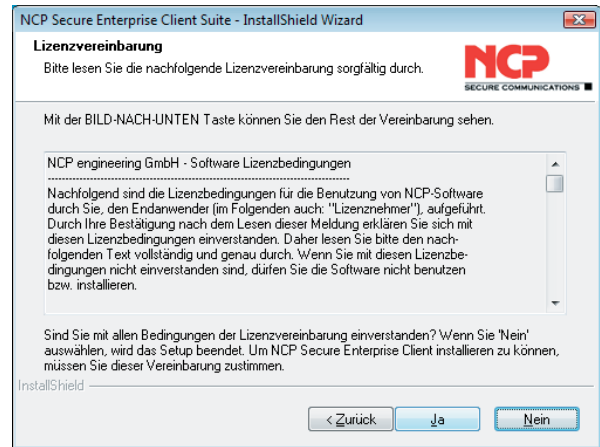 NCP Secure Enterprise Client Suite - InstallShield Wizard
Lizenzvereinbarung
Bitte lesen Sie die nachfolgende Lizenzvereinbarung sorgfältig durch.
NCP
SECURE COMMUNICATIONS
Mit der BILD-NACH-UNTEN Taste können Sie den Rest der Vereinbarung sehen.
NCP engineering GmbH - Software Lizenzbedingungen
--------------------------------------------------------------------------------
Nachfolgend sind die Lizenzbedingungen für die Benutzung von NCP-Software
durch Sie, den Endanwender (im Folgenden auch: "Lizenznehmer"), aufgeführt.
Durch Ihre Bestätigung nach dem Lesen dieser Meldung erklären Sie sich mit
diesen Lizenzbedingungen einverstanden. Daher lesen Sie bitte den nach-
folgenden Text vollständig und genau durch. Wenn Sie mit diesen Lizenzbe-
dingungen nicht einverstanden sind, dürfen Sie die Software nicht benutzen
bzw. installieren.
Sind Sie mit allen Bedingungen der Lizenzvereinbarung einverstanden? Wenn Sie 'Nein'
auswählen, wird das Setup beendet. Um NCP Secure Enterprise Client installieren zu können,
müssen Sie dieser Vereinbarung zustimmen.
InstallShield
< Zurück
Ja
Nein